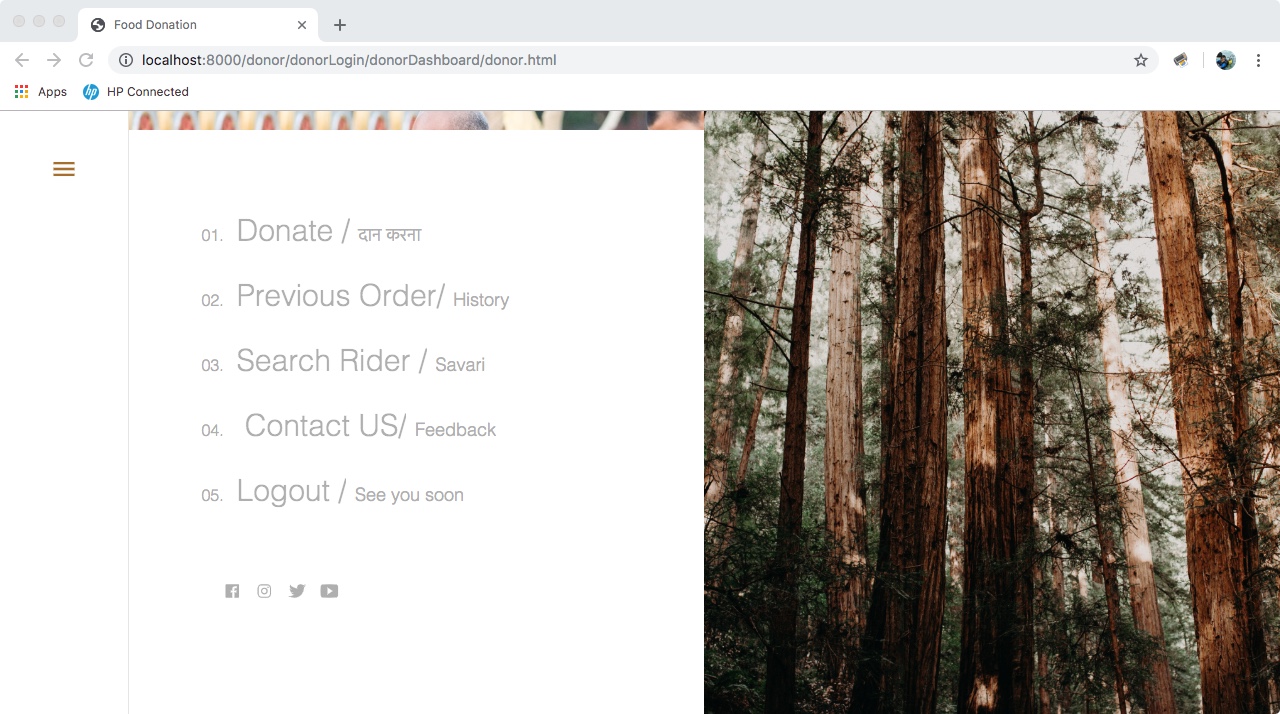 Food Donation
localhost:8000/donor/donorLogin/donorDashboard/donor.html
Apps hp HP Connected
01. Donate / दान करना
02. Previous Order/ History
03. Search Rider / Savari
04. Contact US/ Feedback
05. Logout / See you soon